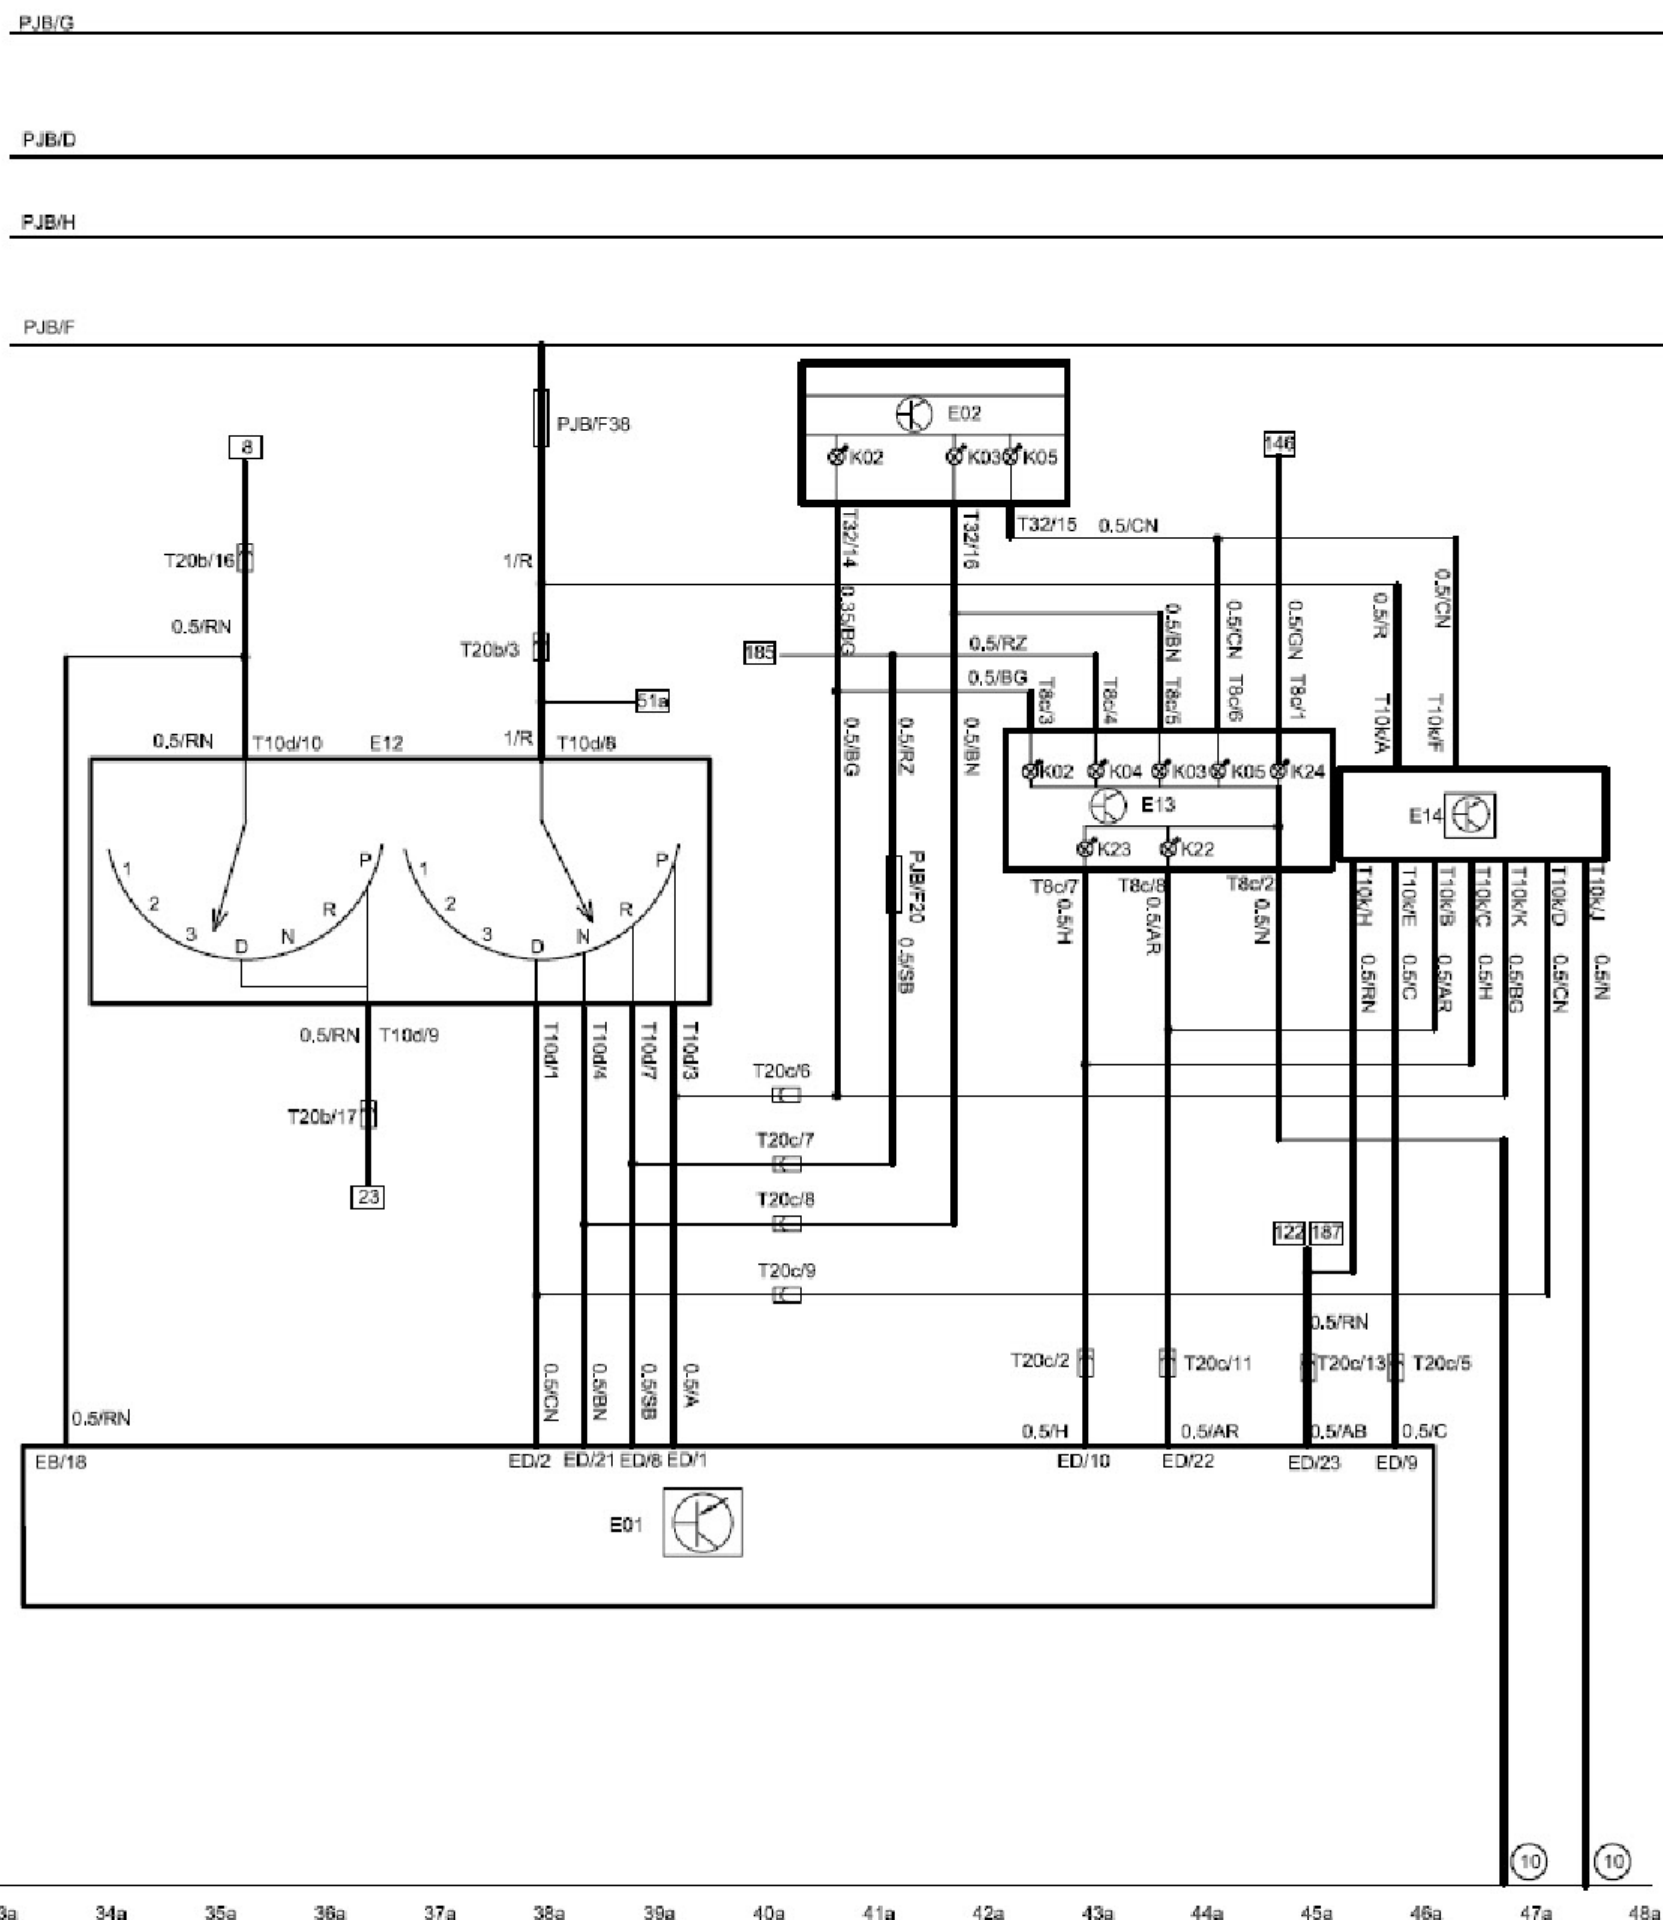 PJB/G
PJB/D
PJB/H
PJB/F
PJB/F38
8
E02
K02
K03
K05
146
T32/14
T32/16
T32/15
0.5/CN
T20b/16
1/R
0.35/BG
0.5/BN
0.5/CN
0.5/GN
0.5/R
0.5/CN
0.5/RN
T20b/3
185
0.5/RZ
0.5/BG
T8c/3
T8c/4
T8c/5
T8c/6
T8c/1
T10k/A
T10k/F
51a
0.5/RN
T10d/10
E12
1/R
T10d/8
0.5/BG
0.5/RZ
0.5/BN
K02
K04
K03
K05
K24
E13
E14
K23
K22
1
2
3
D
N
R
P
2
3
D
N
R
P
PJB/F20
T8c/7
T8c/8
T8c/2
0.5/H
0.5/AR
0.5/N
T10k/H
T10k/E
T10k/B
T10k/C
T10k/K
T10k/D
T10k/J
0.5/SB
0.5/RN
0.5/C
0.5/AR
0.5/H
0.5/BG
0.5/CN
0.5/N
0.5/RN
T10d/9
T10d/1
T10d/4
T10d/7
T10d/3
T20c/6
T20b/17
T20c/7
23
T20c/8
122
187
T20c/9
0.5/RN
T20c/2
T20c/11
T20c/13
T20c/5
0.5/CN
0.5/BN
0.5/SB
0.5/A
0.5/RN
0.5/H
0.5/AR
0.5/AB
0.5/C
EB/18
ED/2
ED/21
ED/8
ED/1
ED/10
ED/22
ED/23
ED/9
E01
10
10
34a
35a
36a
37a
38a
39a
40a
41a
42a
43a
44a
45a
46a
47a
48a